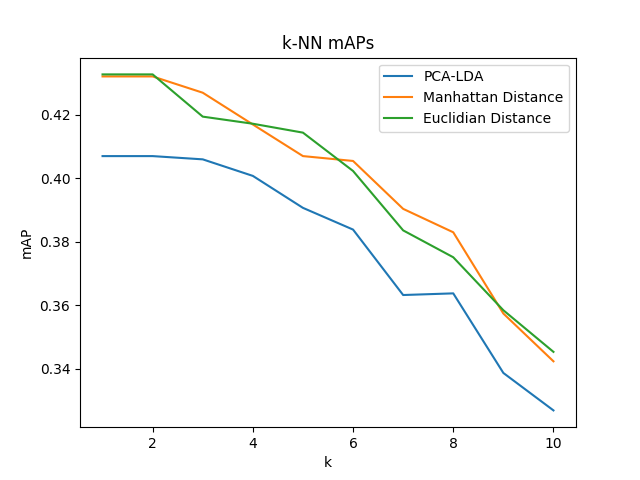 k-NN mAPs
PCA-LDA
Manhattan Distance
Euclidian Distance
mAP
0.42
0.40
0.38
0.36
0.34
2 4 6 8 10
k